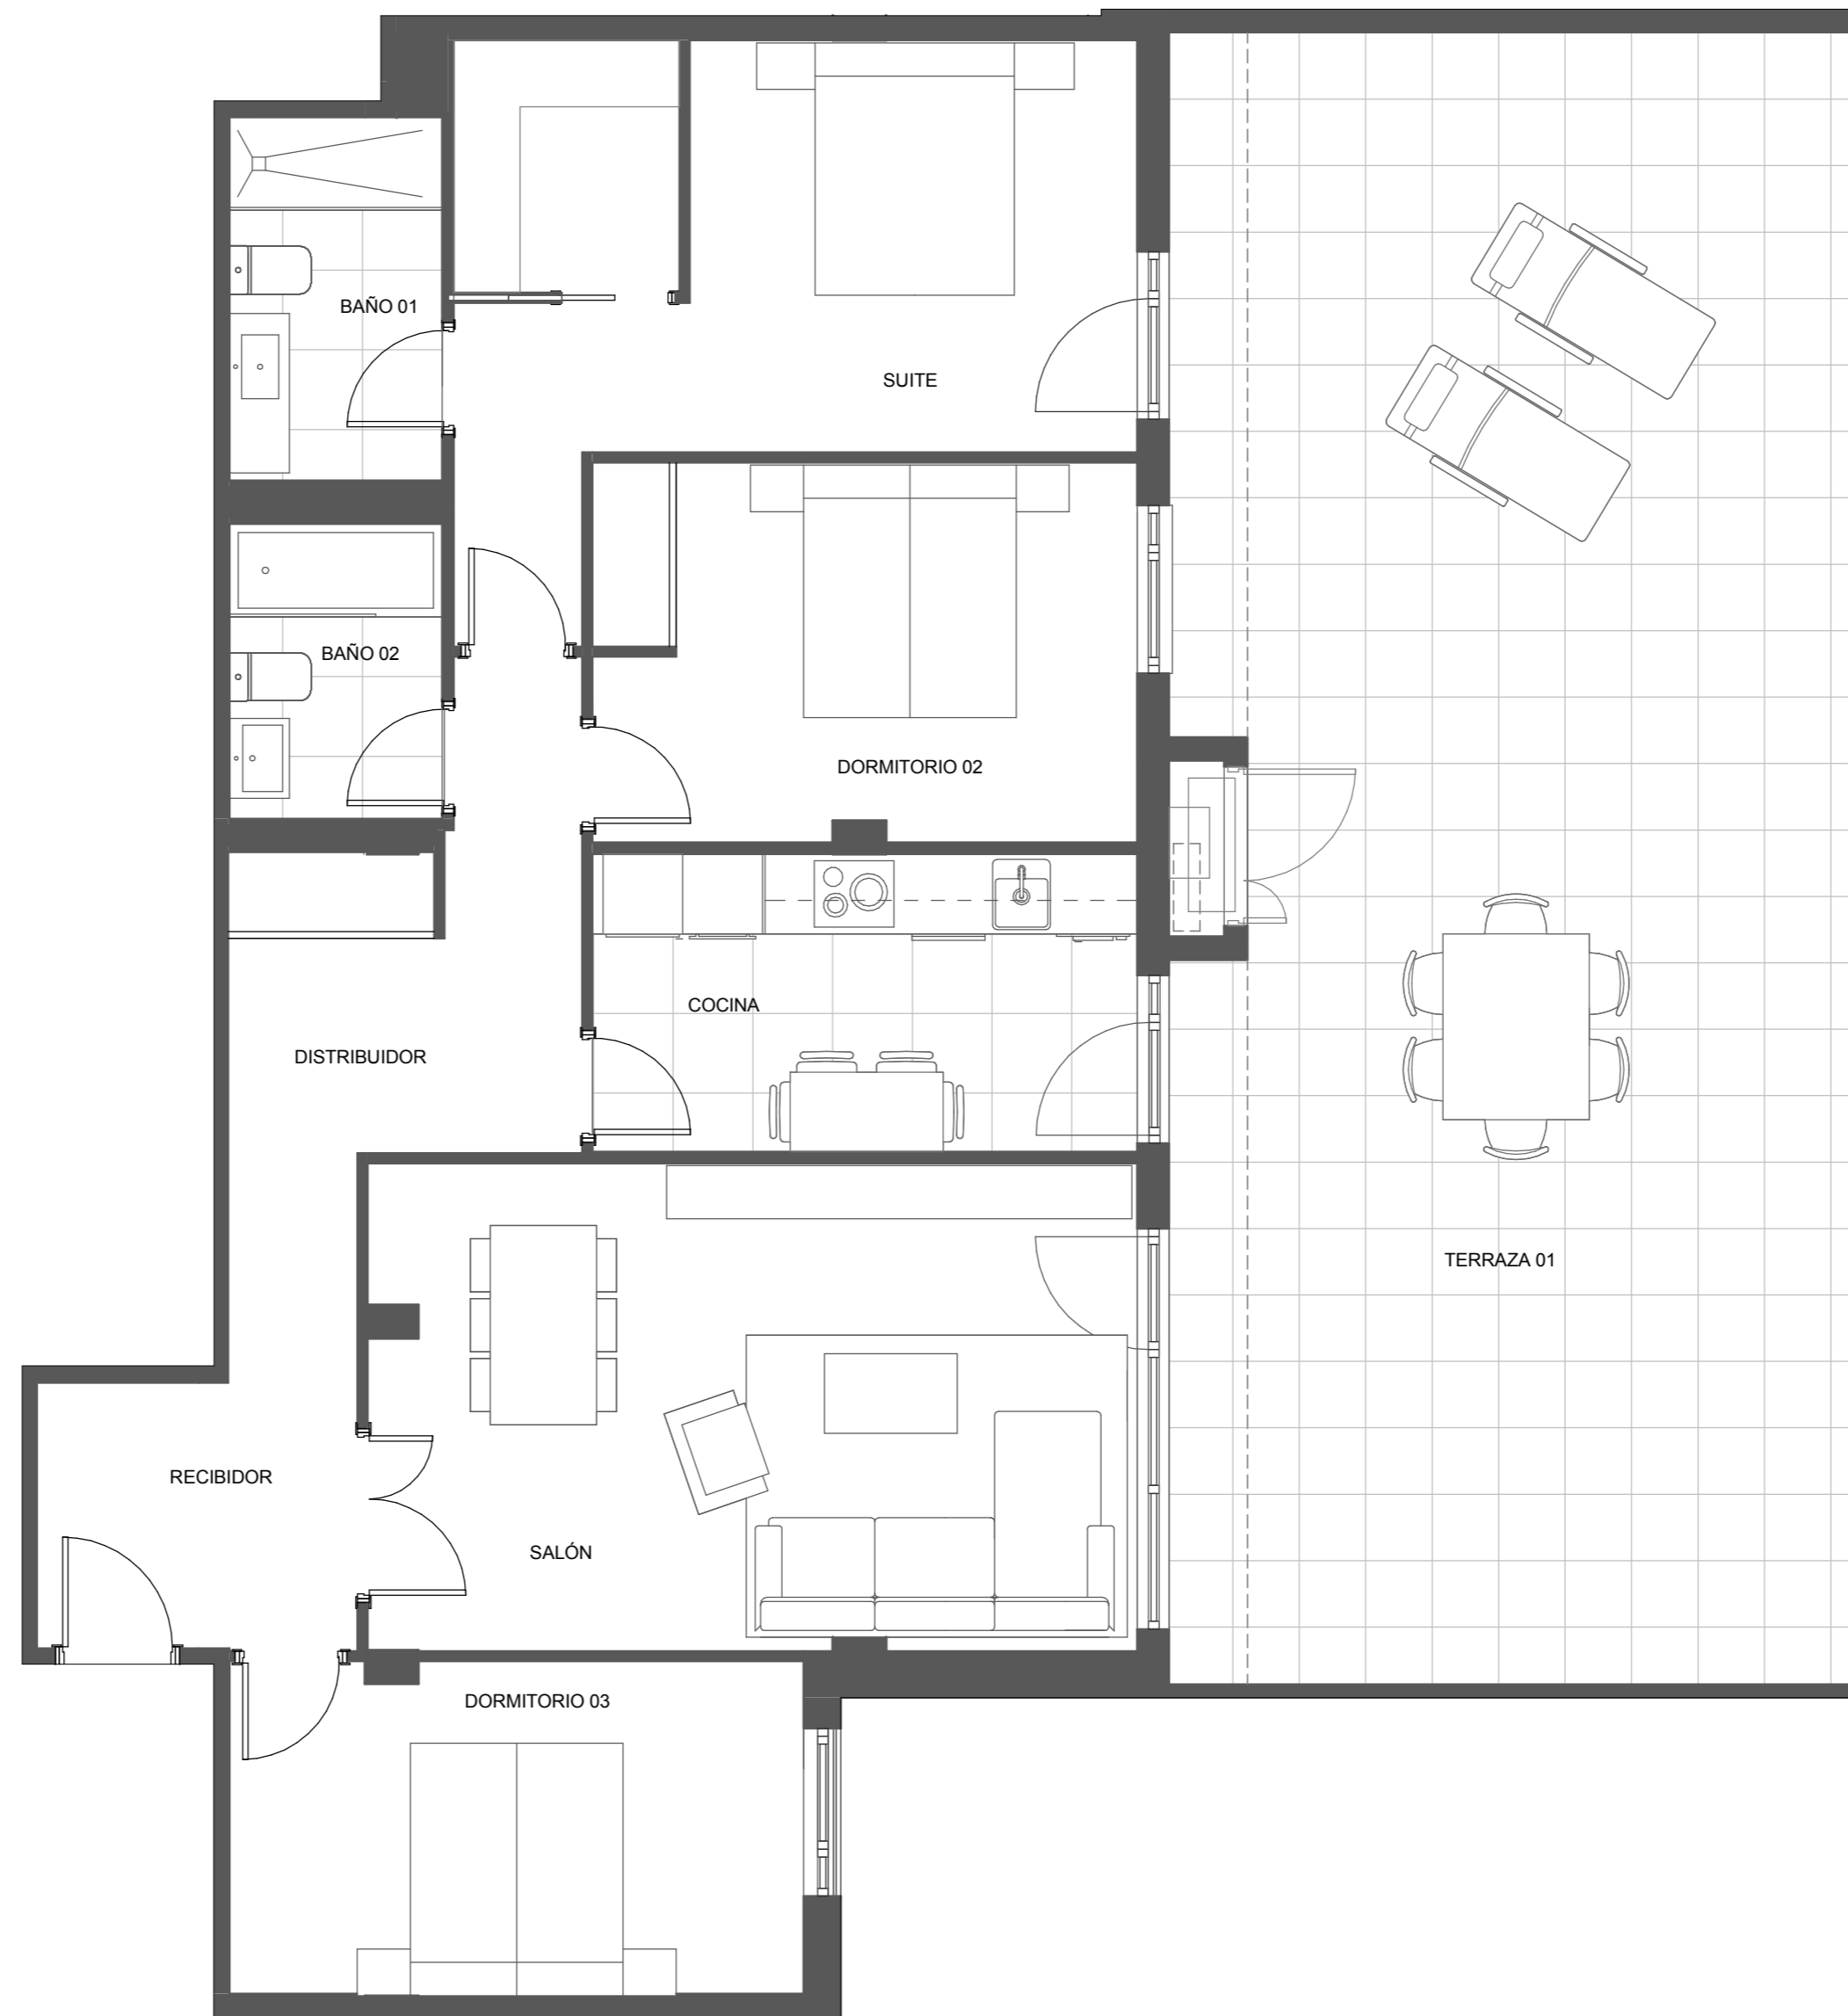 BAÑO 01
SUITE
BAÑO 02
DORMITORIO 02
COCINA
DISTRIBUIDOR
TERRAZA 01
RECIBIDOR
SALÓN
DORMITORIO 03